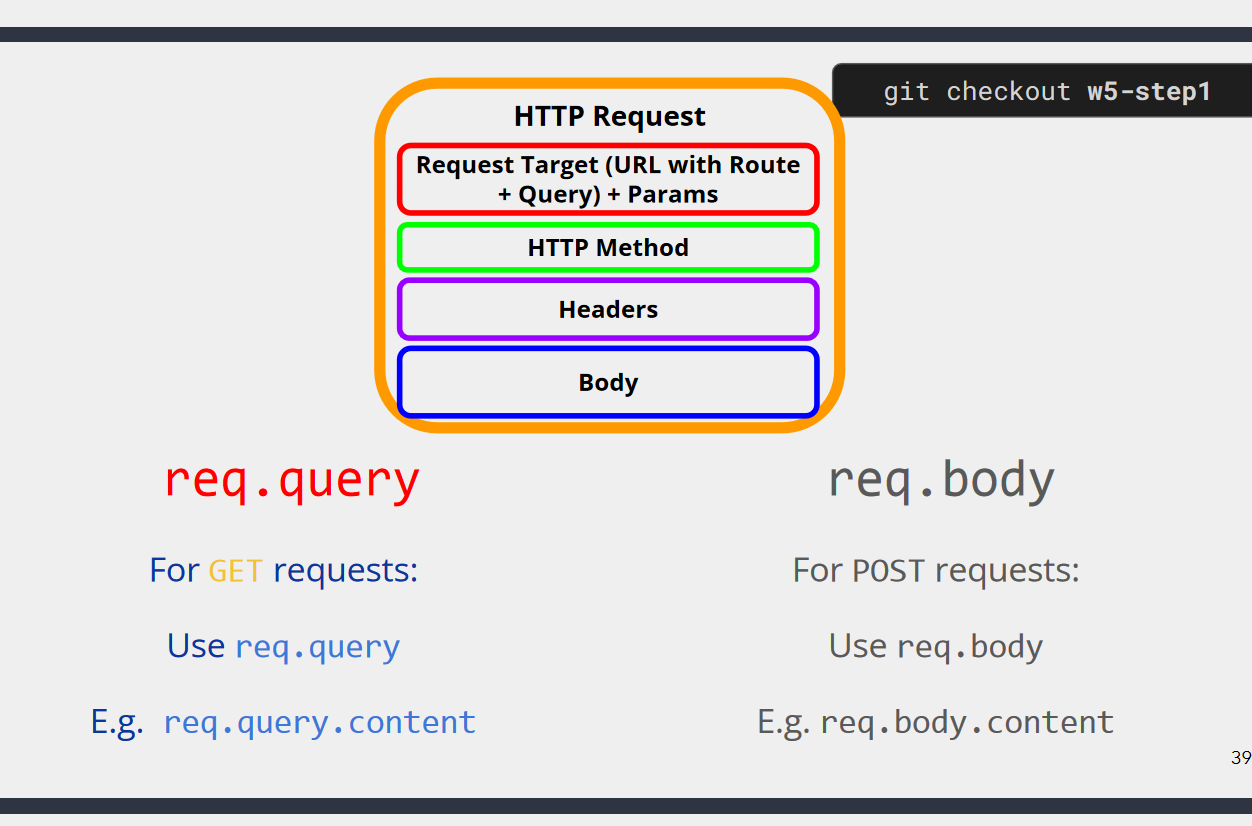 git checkout w5-step1
HTTP Request
Request Target (URL with Route
+ Query) + Params
HTTP Method
Headers
Body
req.query
For GET requests:
Use req.query
E.g. req.query.content
req.body
For POST requests:
Use req.body
E.g. req.body.content
39